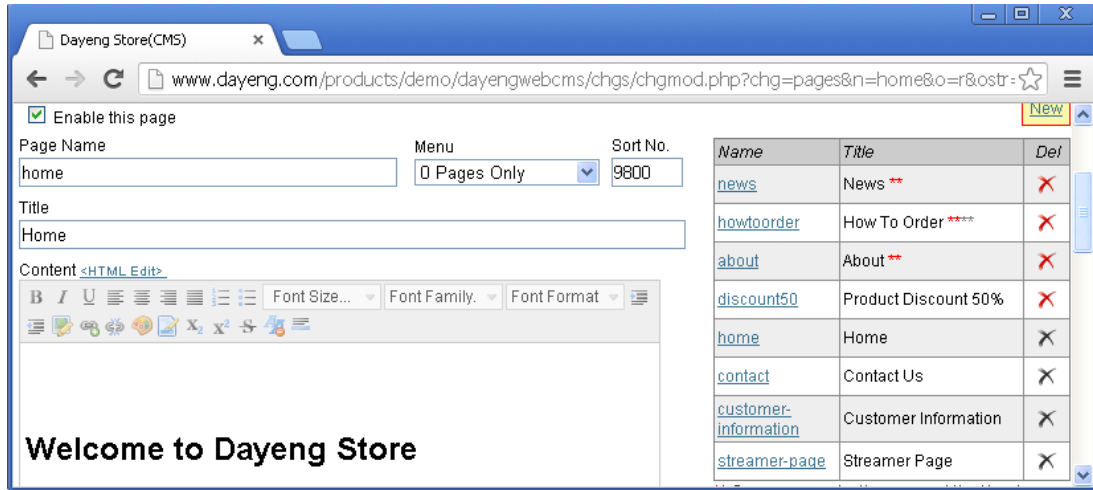 Dayeng Store(CMS)
www.dayeng.com/products/demo/dayengwebcms/chgs/chgmod.php?chg=pages&n=home&o=r&ostr=
Enable this page
New
Page Name
Menu
Sort No.
home
0 Pages Only
9800
Title
Home
Content <HTML Edit>
B I U Font Size... Font Family. Font Format
X2 x2 S
Welcome to Dayeng Store
Name Title Del
news News **
howtoorder How To Order ****
about About **
discount50 Product Discount 50%
home Home
contact Contact Us
customer-
information Customer Information
streamer-page Streamer Page